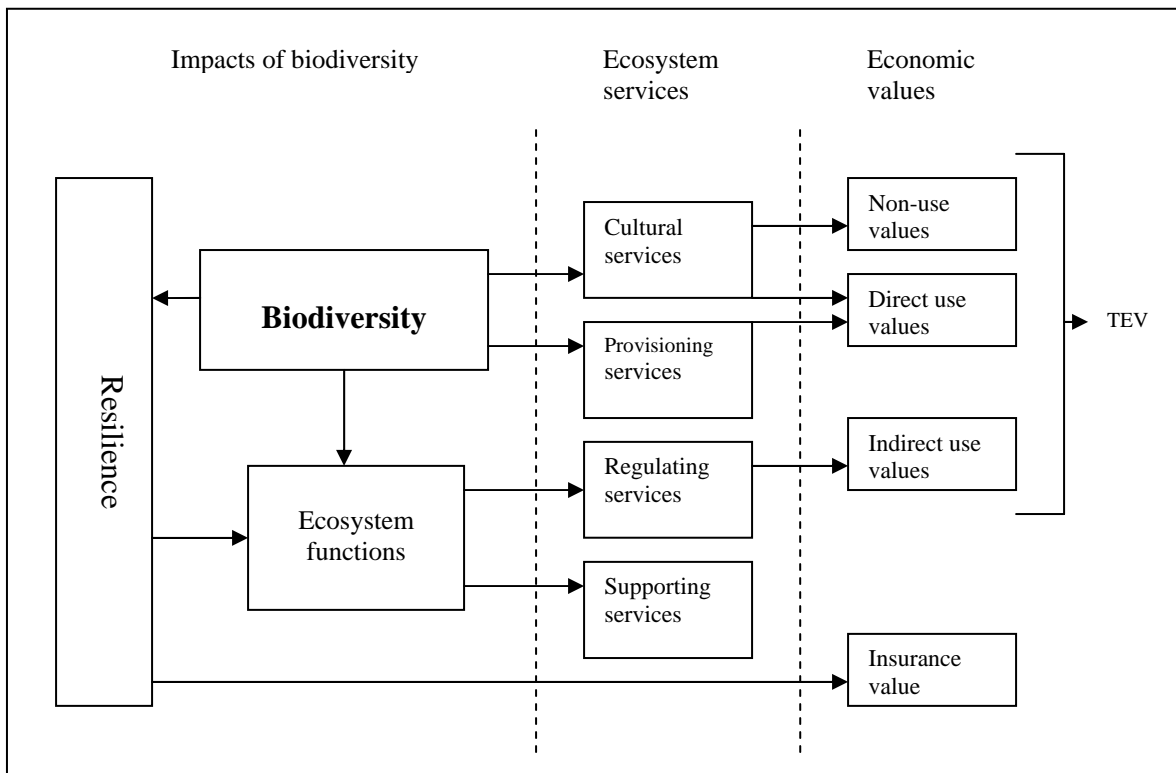 Impacts of biodiversity
Ecosystem
services
Economic
values
Resilience
Biodiversity
Ecosystem
functions
Cultural
services
Provisioning
services
Regulating
services
Supporting
services
Non-use
values
Direct use
values
Indirect use
values
Insurance
value
TEV